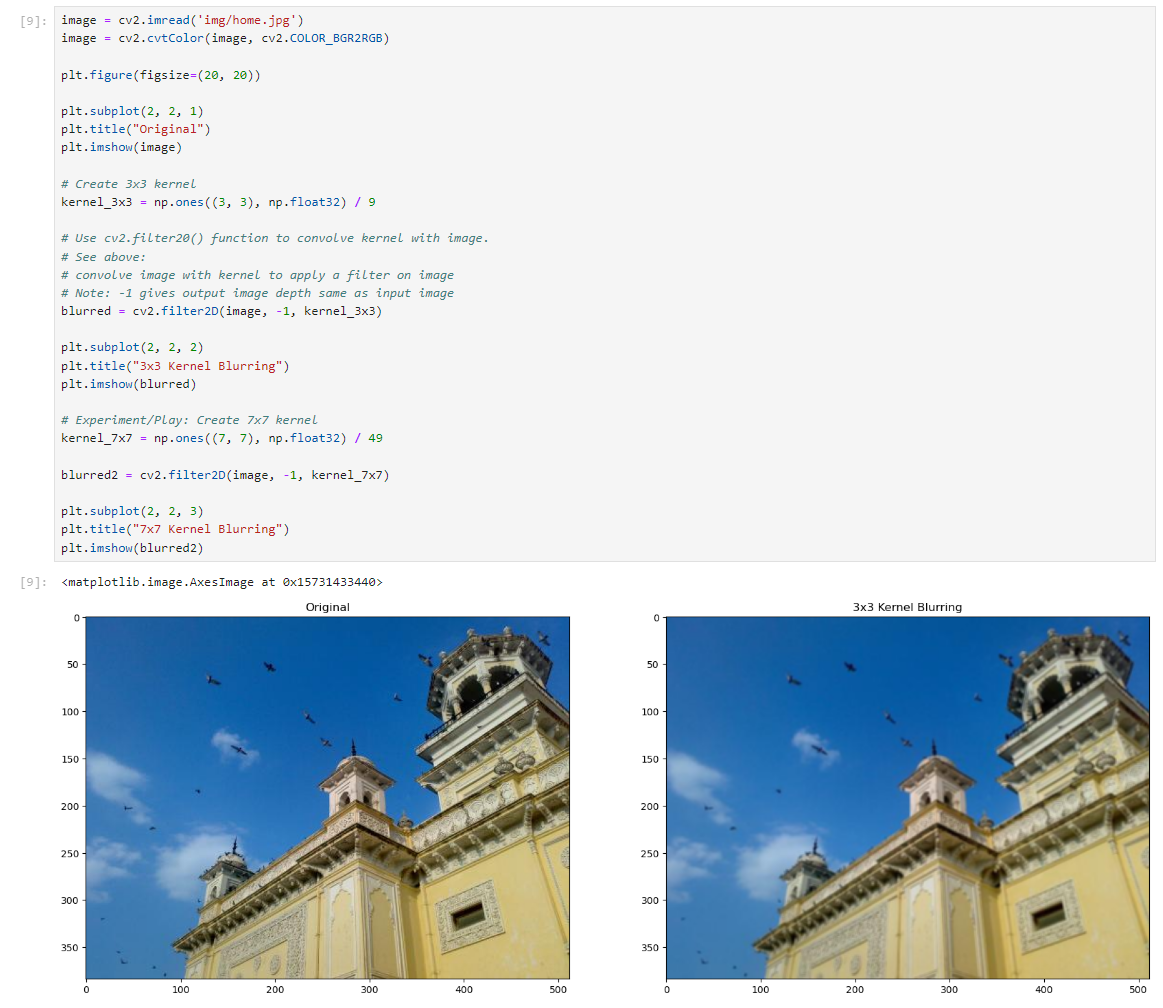 [9]: image = cv2.imread('img/home.jpg')
image = cv2.cvtColor(image, cv2.COLOR_BGR2RGB)
plt.figure(figsize=(20, 20))
plt.subplot(2, 2, 1)
plt.title("Original")
plt.imshow(image)
# Create 3x3 kernel
kernel_3x3 = np.ones((3, 3), np.float32) / 9
# Use cv2.filter20() function to convolve kernel with image.
# See above:
# convolve image with kernel to apply a filter on image
# Note: -1 gives output image depth same as input image
blurred = cv2.filter2D(image, -1, kernel_3x3)
plt.subplot(2, 2, 2)
plt.title("3x3 Kernel Blurring")
plt.imshow(blurred)
# Experiment/Play: Create 7x7 kernel
kernel_7x7 = np.ones((7, 7), np.float32) / 49
blurred2 = cv2.filter2D(image, -1, kernel_7x7)
plt.subplot(2, 2, 3)
plt.title("7x7 Kernel Blurring")
plt.imshow(blurred2)
[9]: <matplotlib.image.AxesImage at 0x15731433440>
Original
0
50
100
150
200
250
300
350
0 100 200 300 400 500
3x3 Kernel Blurring
0
50
100
150
200
250
300
350
0 100 200 300 400 500